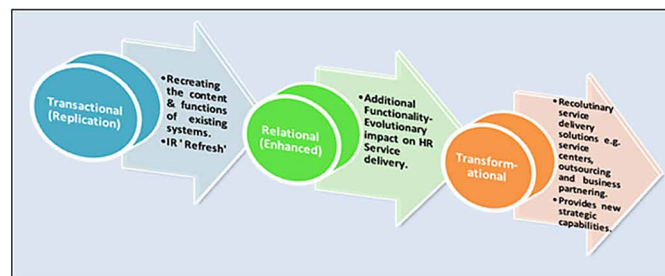 Transactional
(Replication)
•Recreating
the content
& functions
of existing
systems.
•IR ' Refresh'
Relational
(Enhanced)
•Additional
Functionality-
Evolutionary
impact on HR
Service
delivery.
Transform-
ational
•Recolutinary
service
delivery
solutions e.g.
service
centers,
outsourcing
and business
partnering.
•Provides new
strategic
capabilities.